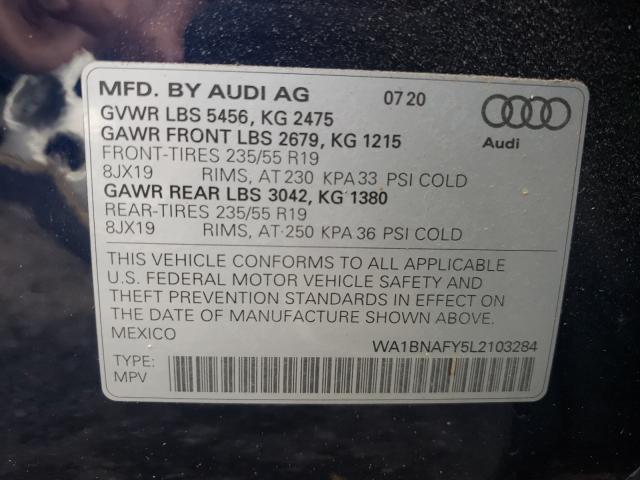 MFD. BY AUDI AG 07 20
GVWR LBS 5456, KG 2475
GAWR FRONT LBS 2679, KG 1215
FRONT-TIRES 235/55 R19
8JX19 RIMS, AT 230 KPA 33 PSI COLD
GAWR REAR LBS 3042, KG 1380
REAR-TIRES 235/55 R19
8JX19 RIMS, AT 250 KPA 36 PSI COLD
Audi
THIS VEHICLE CONFORMS TO ALL APPLICABLE
U.S. FEDERAL MOTOR VEHICLE SAFETY AND
THEFT PREVENTION STANDARDS IN EFFECT ON
THE DATE OF MANUFACTURE SHOWN ABOVE.
MEXICO
WA1BNAFY5L2103284
TYPE:
MPV